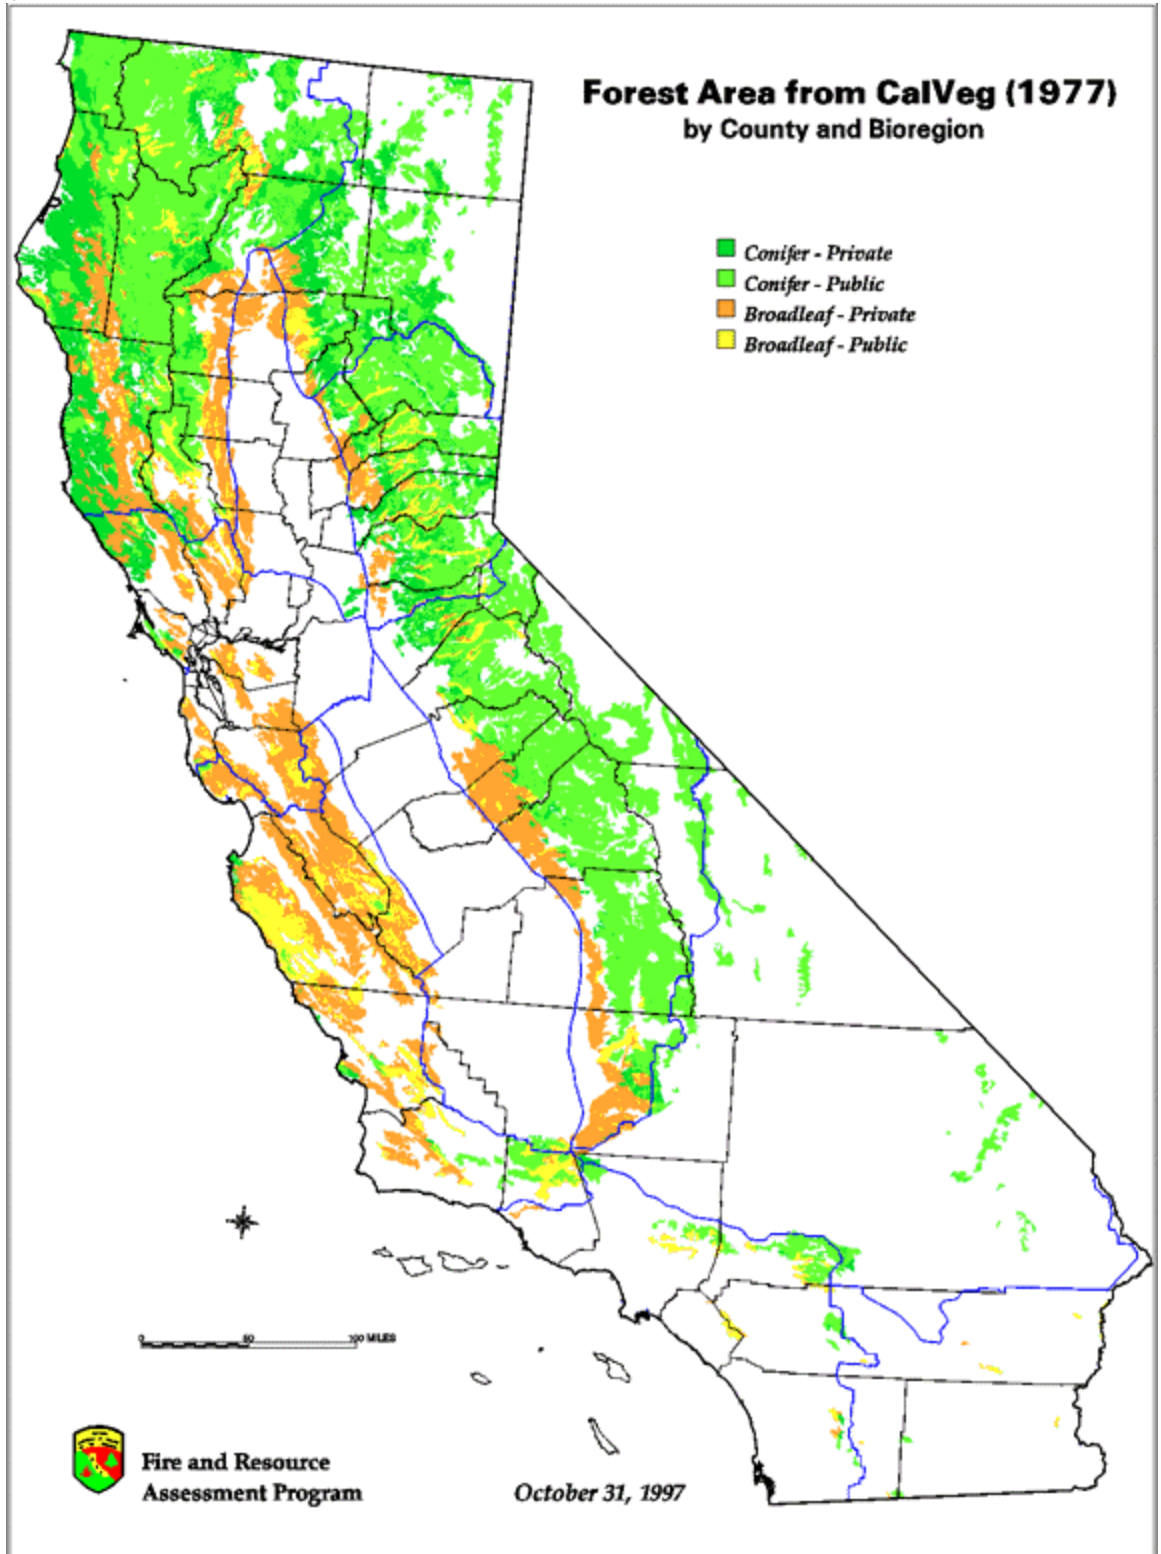 Forest Area from CalVeg (1977)
by County and Bioregion
Conifer - Private
Conifer - Public
Broadleaf - Private
Broadleaf - Public
0 50 100 MILES
Fire and Resource
Assessment Program
October 31, 1997